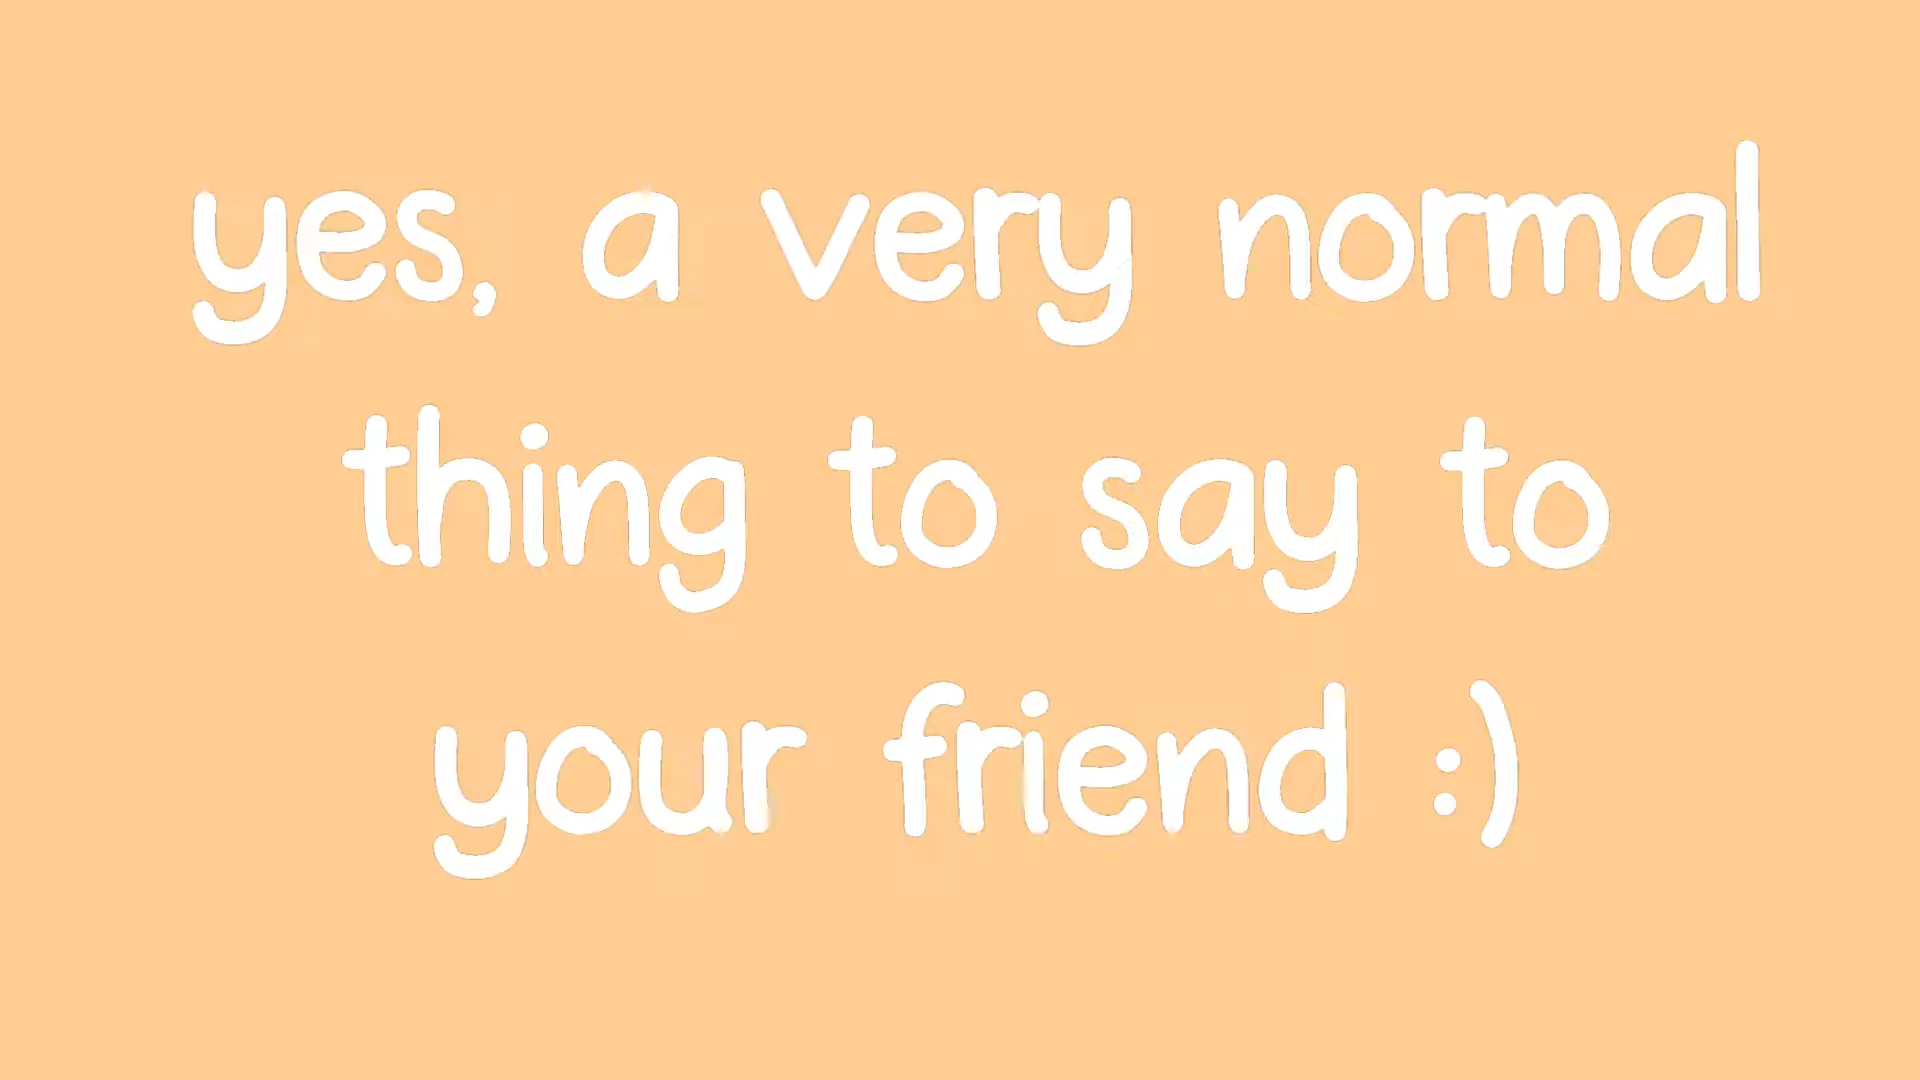 yes, a very normal
thing to say to
your friend :)